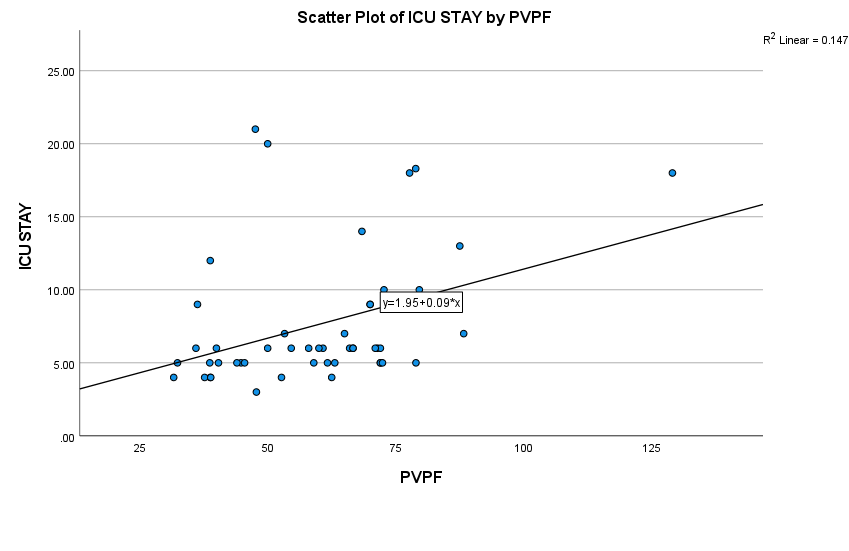 Scatter Plot of ICU STAY by PVPF
R2 Linear = 0.147
25.00
20.00
15.00
10.00
5.00
.00
ICU STAY
y=1.95+0.09*x
25 50 75 100 125
PVPF